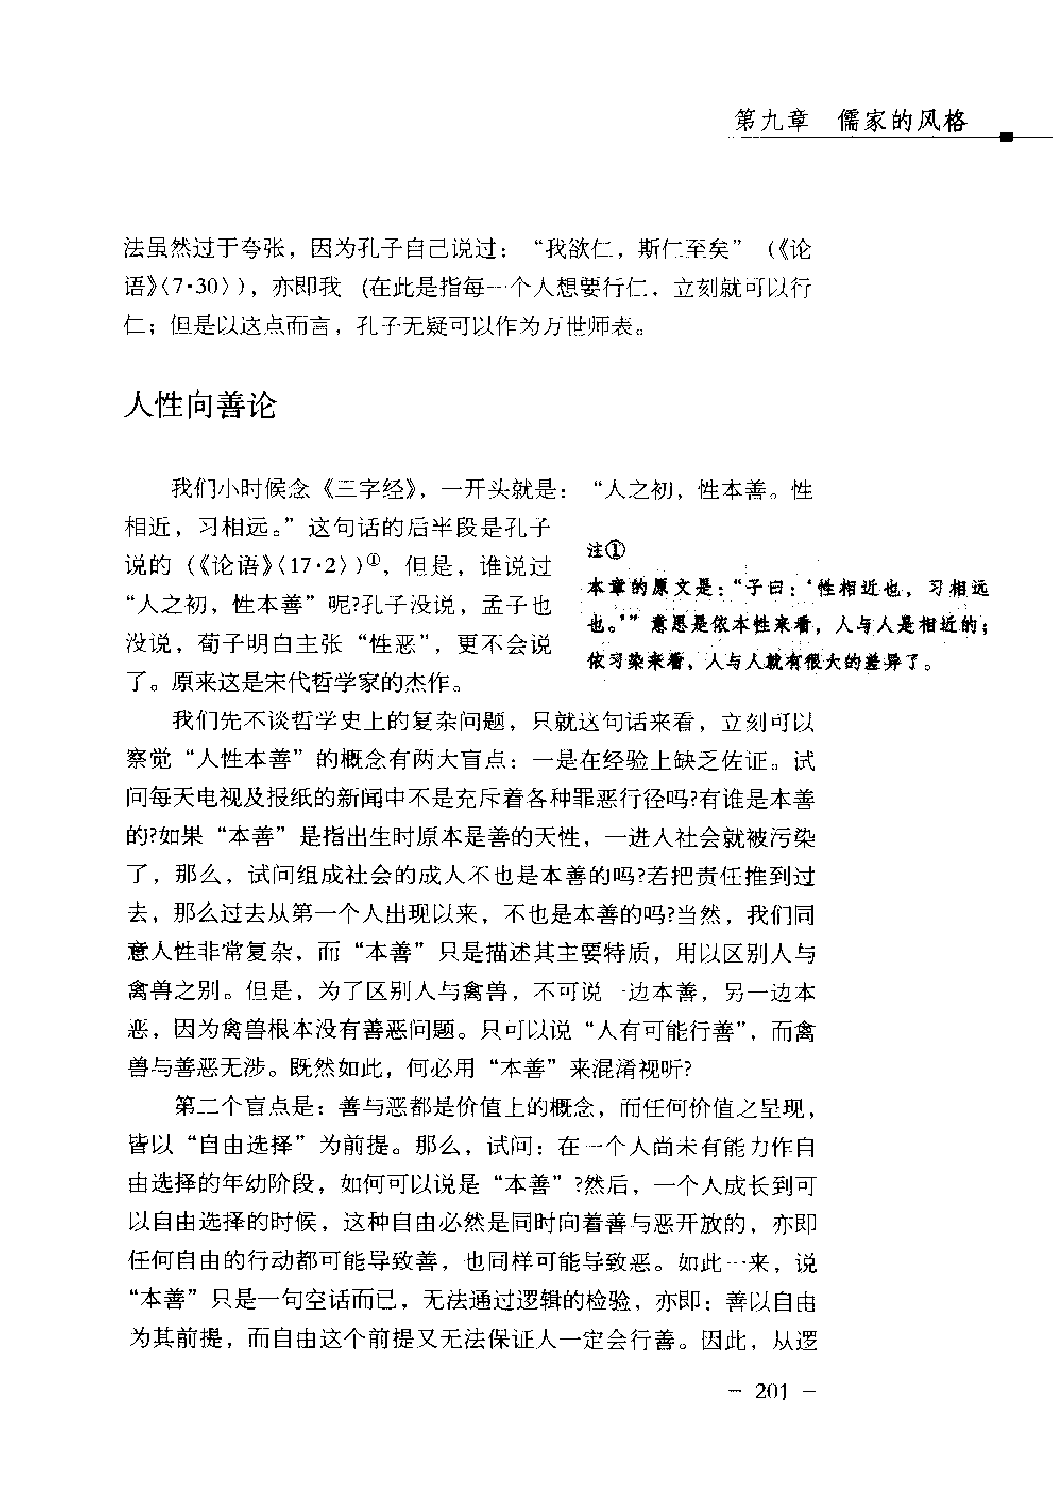 第九章　儒家的风格
法虽然过于夸张，因为孔子自己说过：“我欲仁，斯仁至矣”（《论
语》〈7·30〉），亦即我（在此是指每一个人想要行仁，立刻就可以行
仁；但是以这点而言，孔子无疑可以作为万世师表。
人性向善论
我们小时候念《三字经》，一开头就是：“人之初，性本善。性
相近，习相远。”这句话的后半段是孔子
说的（《论语》〈17·2〉）①，但是，谁说过
“人之初，性本善”呢?孔子没说，孟子也
没说，荀子明白主张“性恶”，更不会说
了。原来这是宋代哲学家的杰作。
注①
本章的原文是：“子曰：‘性相近也，习相远
也。’”意思是依本性来看，人与人是相近的；
依习染来看，人与人就有很大的差异了。
我们先不谈哲学史上的复杂问题，只就这句话来看，立刻可以
察觉“人性本善”的概念有两大盲点：一是在经验上缺乏佐证。试
问每天电视及报纸的新闻中不是充斥着各种罪恶行径吗?有谁是本善
的?如果“本善”是指出生时原本是善的天性，一进入社会就被污染
了，那么，试问组成社会的成人不也是本善的吗?若把责任推到过
去，那么过去从第一个人出现以来，不也是本善的吗?当然，我们同
意人性非常复杂，而“本善”只是描述其主要特质，用以区别人与
禽兽之别。但是，为了区别人与禽兽，不可说一边本善，另一边本
恶，因为禽兽根本没有善恶问题。只可以说“人有可能行善”，而禽
兽与善恶无涉。既然如此，何必用“本善”来混淆视听?
第二个盲点是：善与恶都是价值上的概念，而任何价值之呈现，
皆以“自由选择”为前提。那么，试问：在一个人尚未有能力作自
由选择的年幼阶段，如何可以说是“本善”?然后，一个人成长到可
以自由选择的时候，这种自由必然是同时向着善与恶开放的，亦即
任何自由的行动都可能导致善，也同样可能导致恶。如此一来，说
“本善”只是一句空话而已，无法通过逻辑的检验，亦即：善以自由
为其前提，而自由这个前提又无法保证人一定会行善。因此，从逻
– 201 –